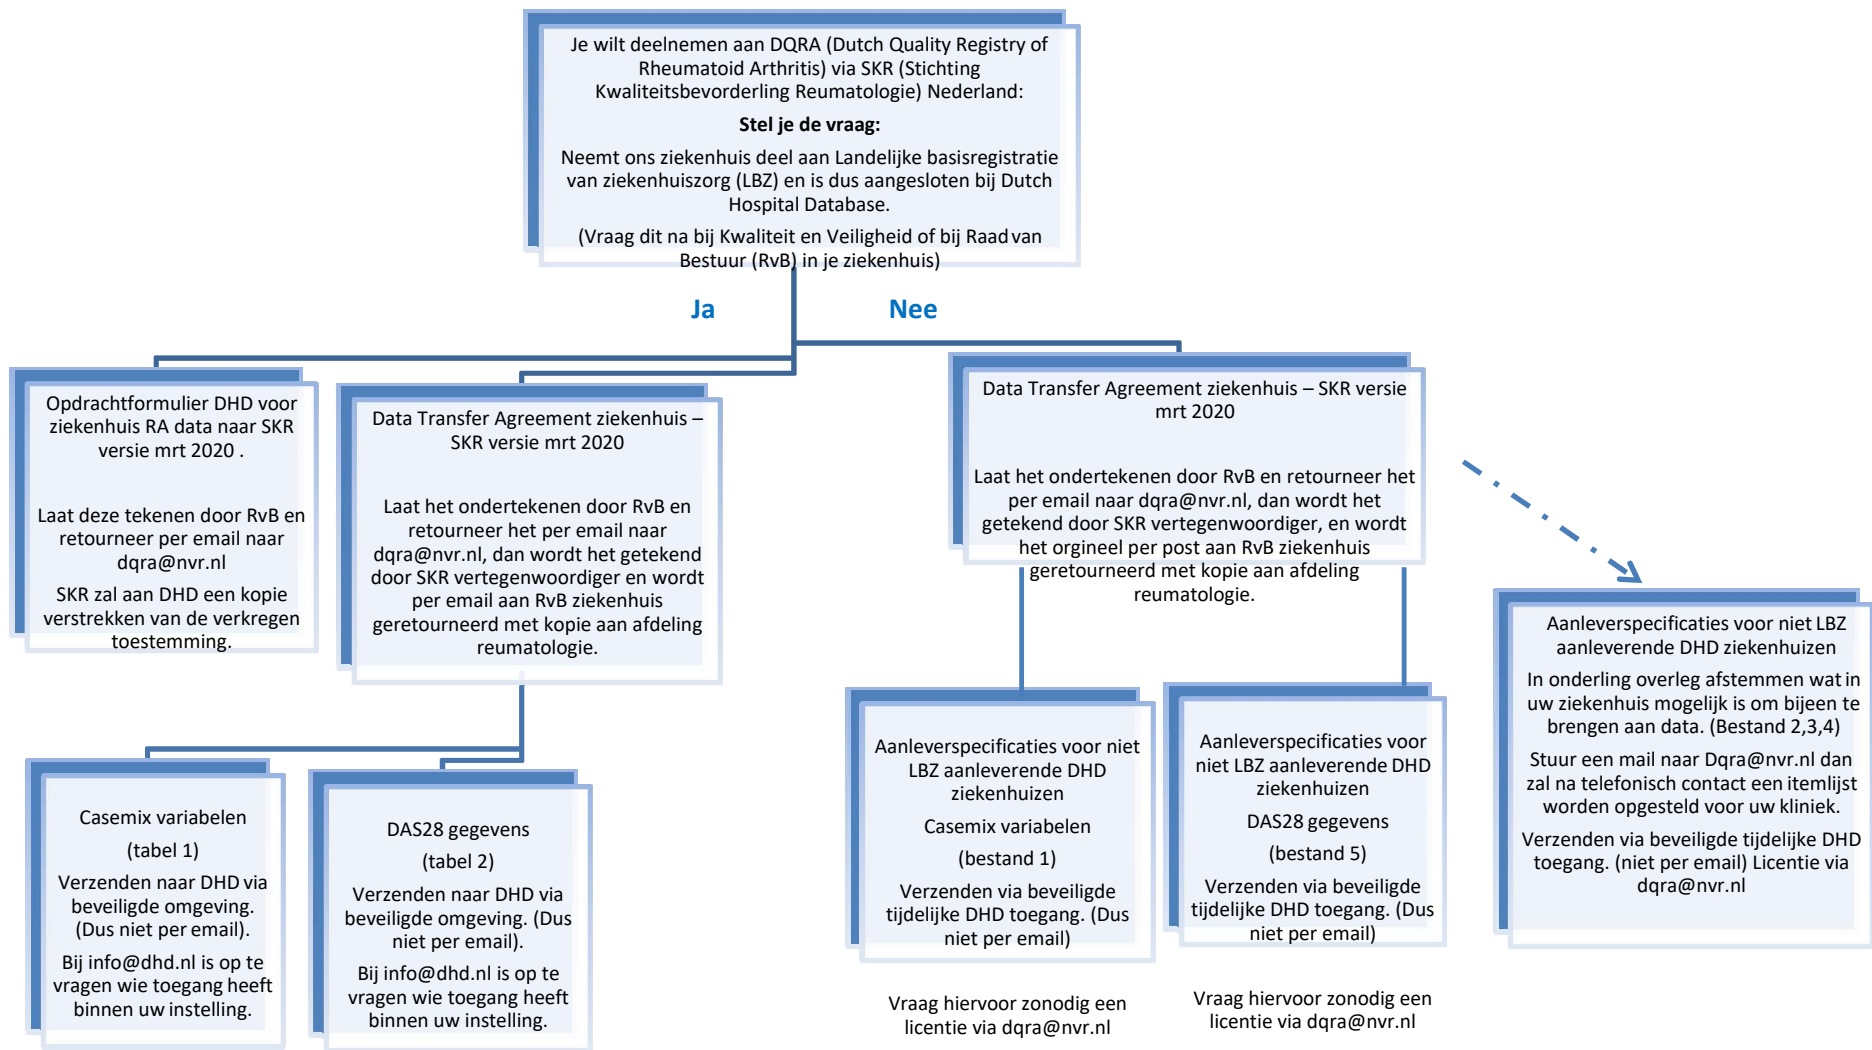 Je wilt deelnemen aan DQRA (Dutch Quality Registry of
Rheumatoid Arthritis) via SKR (Stichting
Kwaliteitsbevorderling Reumatologie) Nederland:
Stel je de vraag:
Neemt ons ziekenhuis deel aan Landelijke basisregistratie
van ziekenhuiszorg (LBZ) en is dus aangesloten bij Dutch
Hospital Database.
(Vraag dit na bij Kwaliteit en Veiligheid of bij Raad van
Bestuur (RvB) in je ziekenhuis)
Ja
Nee
Opdrachtformulier DHD voor
ziekenhuis RA data naar SKR
versie mrt 2020 .
Laat deze tekenen door RvB en
retourneer per email naar
dqra@nvr.nl
SKR zal aan DHD een kopie
verstrekken van de verkregen
toestemming.
Data Transfer Agreement ziekenhuis –
SKR versie mrt 2020
Laat het ondertekenen door RvB en
retourneer het per email naar
dqra@nvr.nl, dan wordt het getekend
door SKR vertegenwoordiger en wordt
per email aan RvB ziekenhuis
geretourneerd met kopie aan afdeling
reumatologie.
Data Transfer Agreement ziekenhuis – SKR versie
mrt 2020
Laat het ondertekenen door RvB en retourneer het
per email naar dqra@nvr.nl, dan wordt het
getekend door SKR vertegenwoordiger, en wordt
het orgineel per post aan RvB ziekenhuis
geretourneerd met kopie aan afdeling
reumatologie.
Casemix variabelen
(tabel 1)
Verzenden naar DHD via
beveiligde omgeving.
(Dus niet per email).
Bij info@dhd.nl is op te
vragen wie toegang heeft
binnen uw instelling.
DAS28 gegevens
(tabel 2)
Verzenden naar DHD via
beveiligde omgeving. (Dus
niet per email).
Bij info@dhd.nl is op te
vragen wie toegang heeft
binnen uw instelling.
Aanleverspecificaties voor niet
LBZ aanleverende DHD
ziekenhuizen
Casemix variabelen
(bestand 1)
Verzenden via beveiligde
tijdelijke DHD toegang. (Dus
niet per email)
Vraag hiervoor zonodig een
licentie via dqra@nvr.nl
Aanleverspecificaties voor
niet LBZ aanleverende DHD
ziekenhuizen
DAS28 gegevens
(bestand 5)
Verzenden via beveiligde
tijdelijke DHD toegang. (Dus
niet per email)
Vraag hiervoor zonodig een
licentie via dqra@nvr.nl
Aanleverspecificaties voor niet LBZ
aanleverende DHD ziekenhuizen
In onderling overleg afstemmen wat in
uw ziekenhuis mogelijk is om bijeen te
brengen aan data. (Bestand 2,3,4)
Stuur een mail naar Dqra@nvr.nl dan
zal na telefonisch contact een itemlijst
worden opgesteld voor uw kliniek.
Verzenden via beveiligde tijdelijke DHD
toegang. (niet per email) Licentie via
dqra@nvr.nl